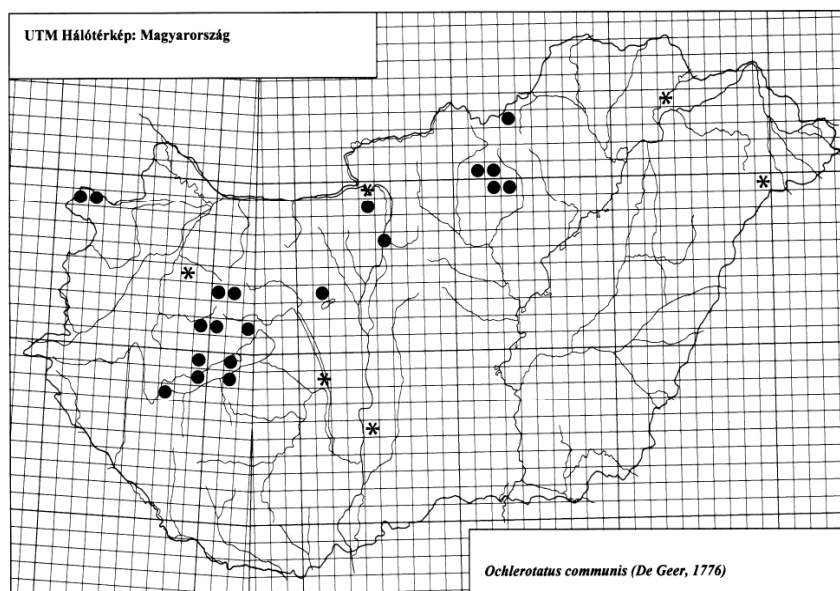 UTM Hálótérkép: Magyarország
Ochlerotatus communis (De Geer, 1776)